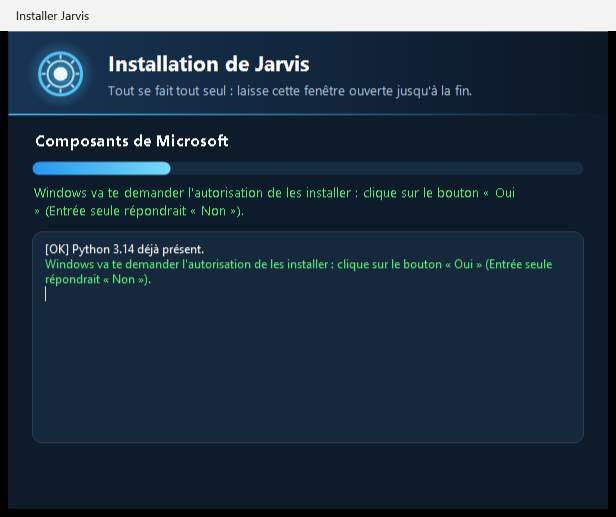 Installer Jarvis
Installation de Jarvis
Tout se fait tout seul : laisse cette fenêtre ouverte jusqu'à la fin.
Composants de Microsoft
Windows va te demander l'autorisation de les installer : clique sur le bouton « Oui
» (Entrée seule répondrait « Non »).
[OK] Python 3.14 déjà présent.
Windows va te demander l'autorisation de les installer : clique sur le bouton « Oui » (Entrée seule
répondrait « Non »).